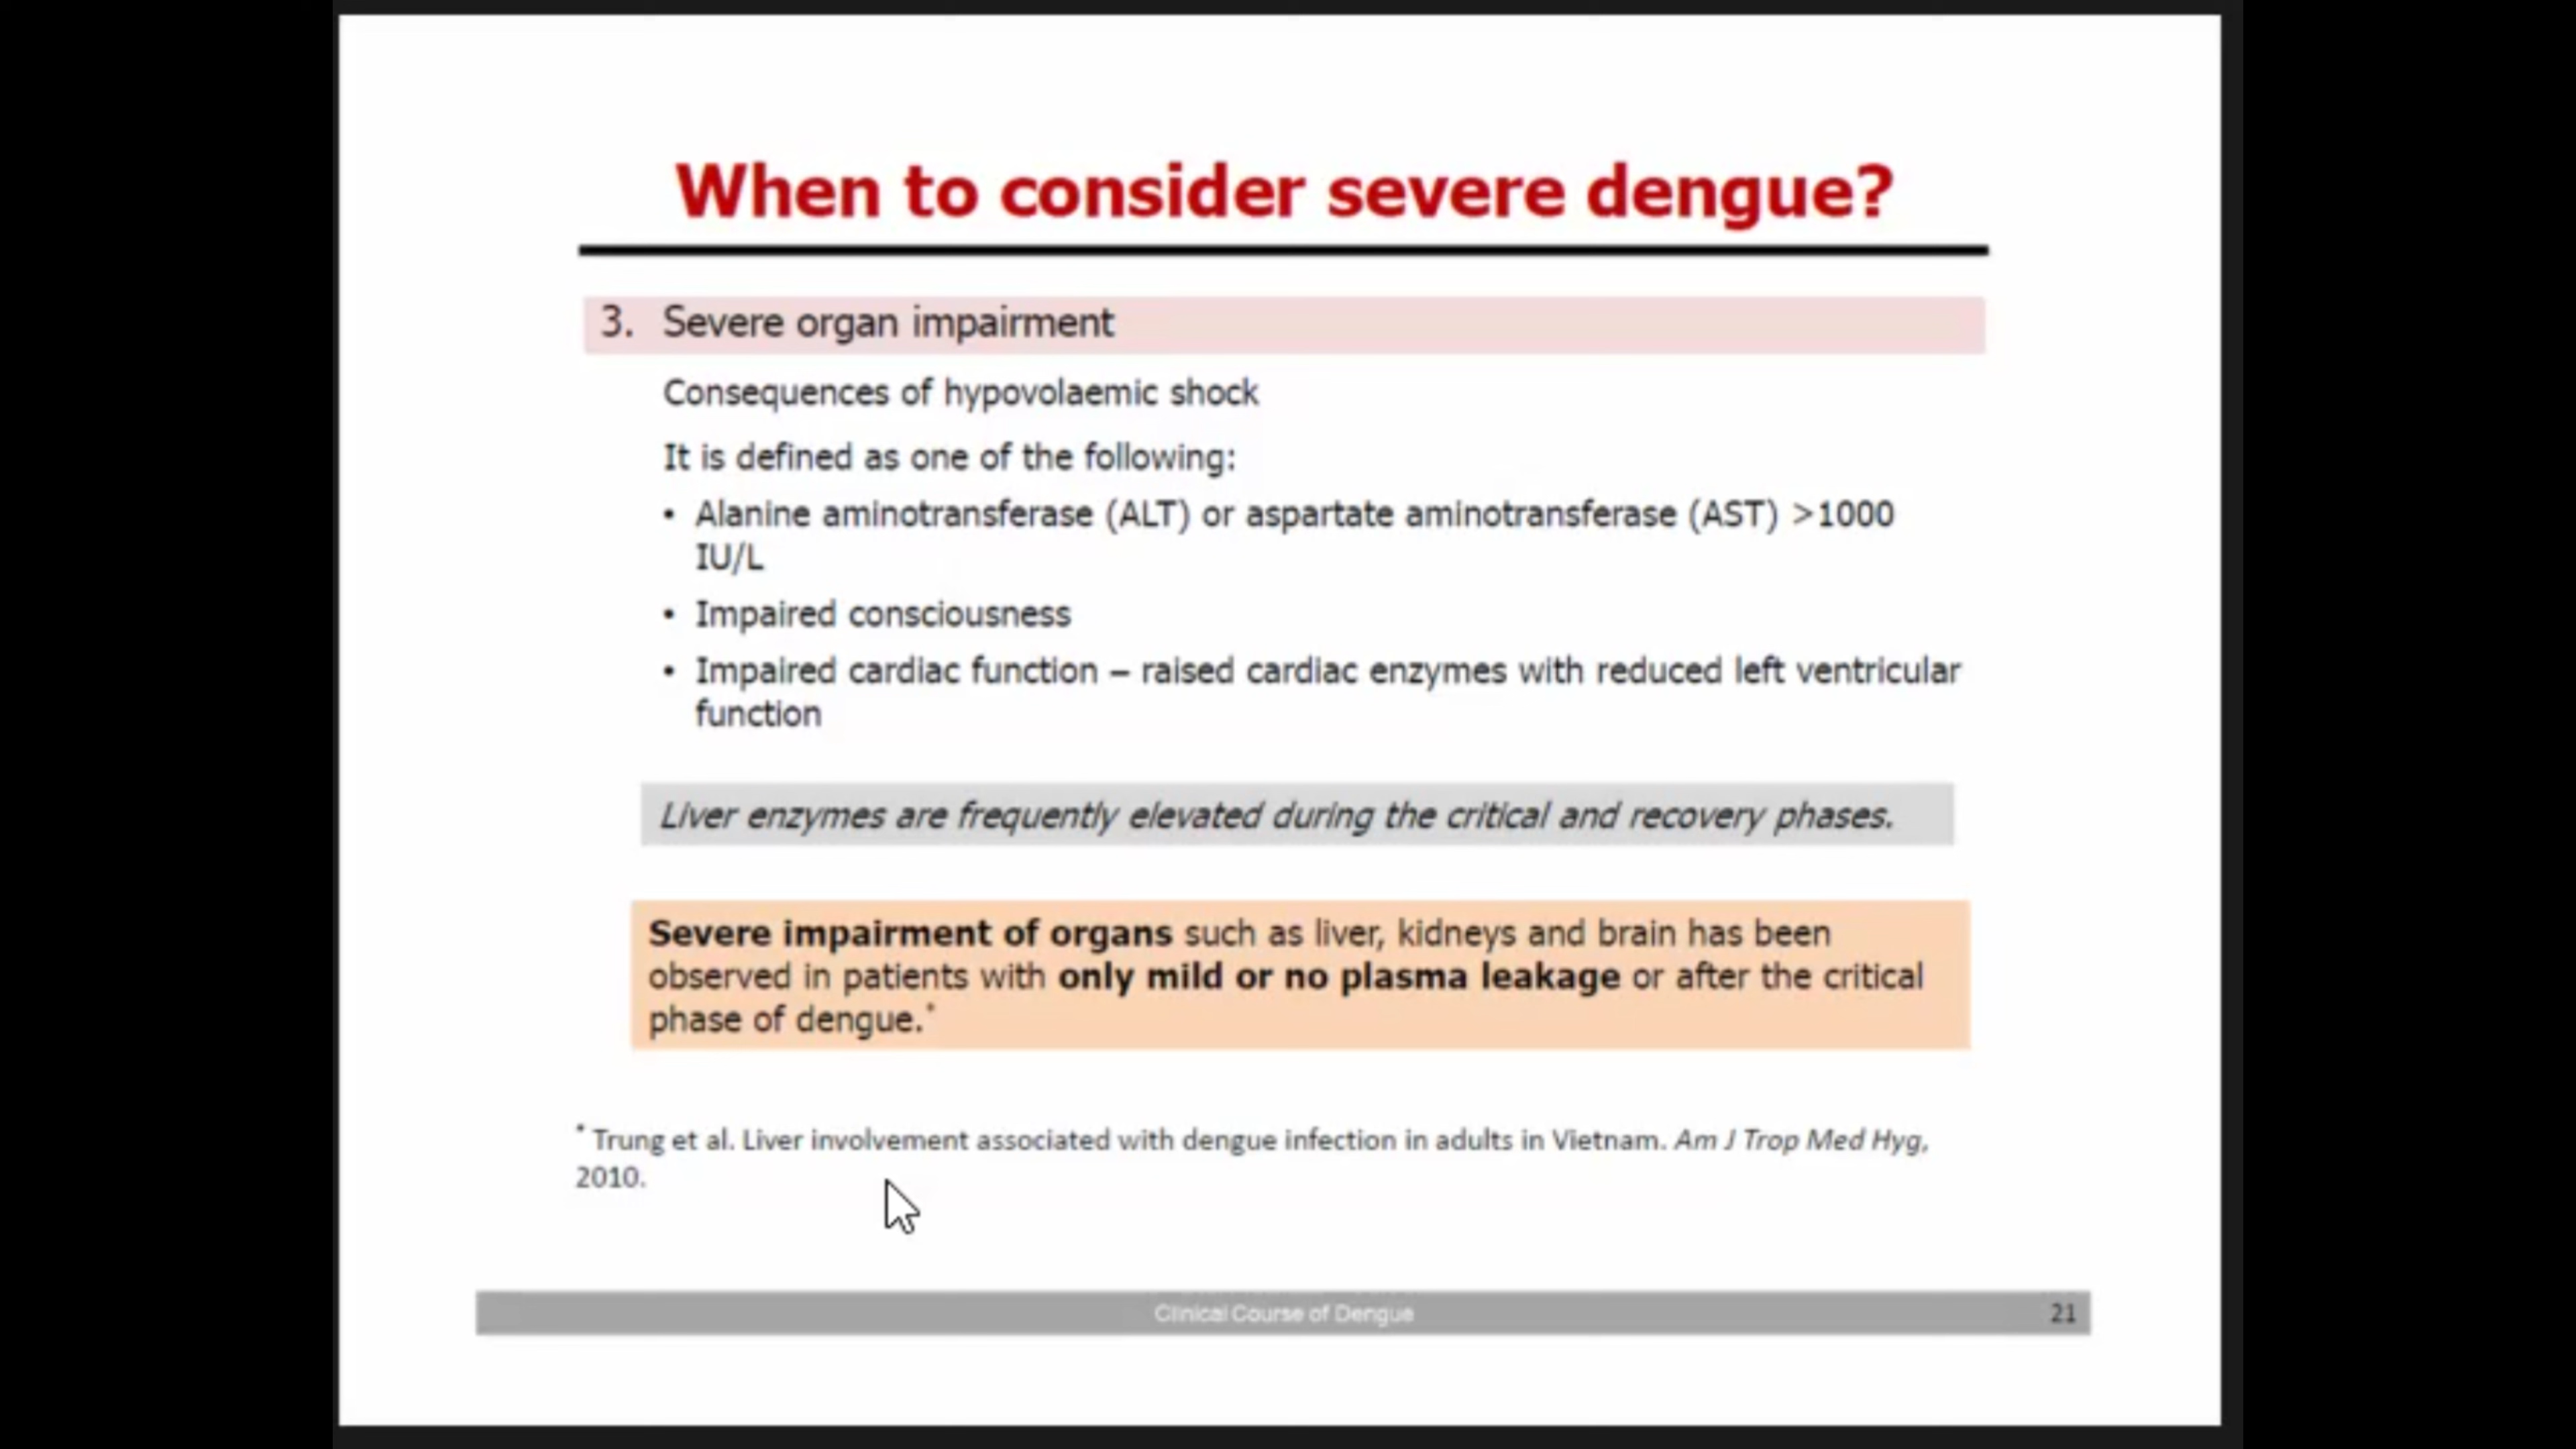 When to consider severe dengue?
3. Severe organ impairment
Consequences of hypovolaemic shock
It is defined as one of the following:
• Alanine aminotransferase (ALT) or aspartate aminotransferase (AST) >1000
IU/L
• Impaired consciousness
• Impaired cardiac function – raised cardiac enzymes with reduced left ventricular
function
Liver enzymes are frequently elevated during the critical and recovery phases.
Severe impairment of organs such as liver, kidneys and brain has been
observed in patients with only mild or no plasma leakage or after the critical
phase of dengue.*
* Trung et al. Liver involvement associated with dengue infection in adults in Vietnam. Am J Trop Med Hyg,
2010.
Clinical Course of Dengue 21